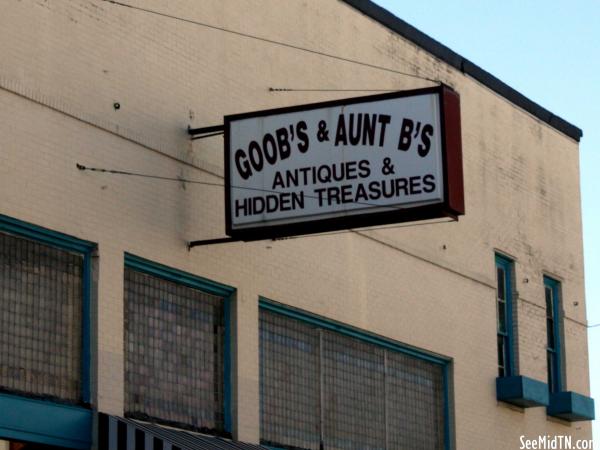 GOOB'S & AUNT B'S
ANTIQUES &
HIDDEN TREASURES
SeeMidTN.com